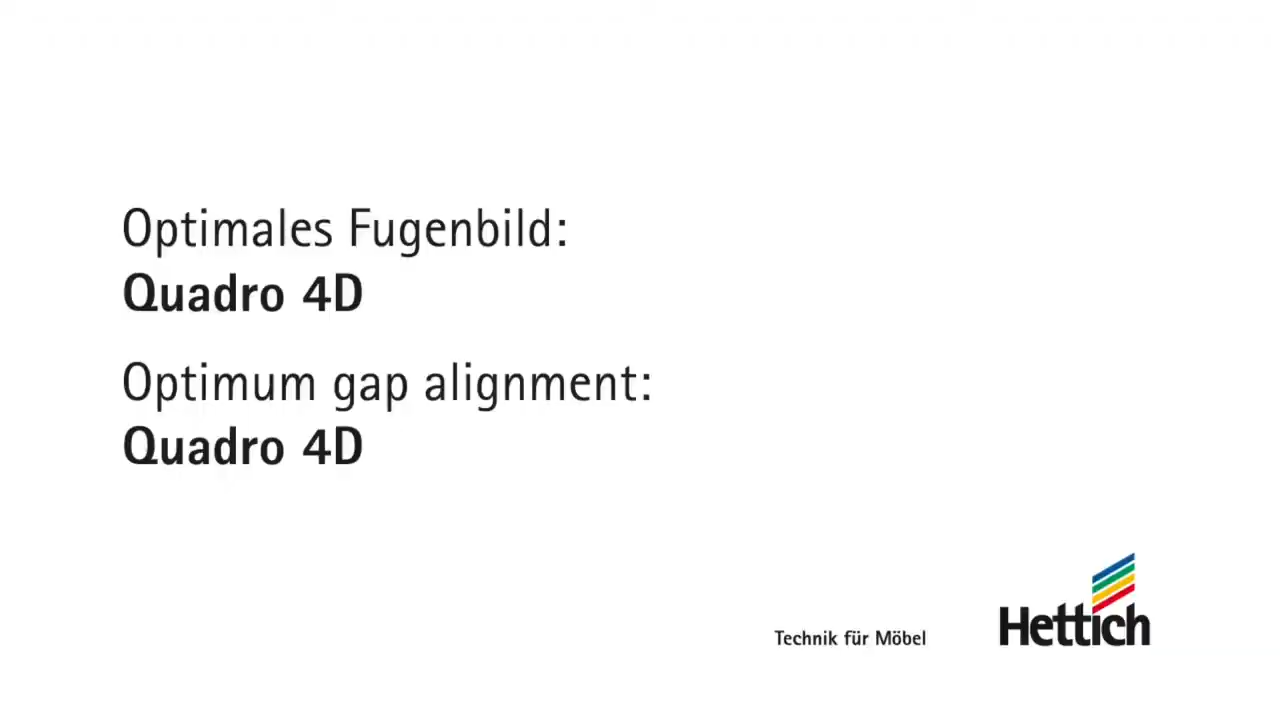 Optimales Fugenbild:
Quadro 4D
Optimum gap alignment:
Quadro 4D
Technik für Möbel
Hettich